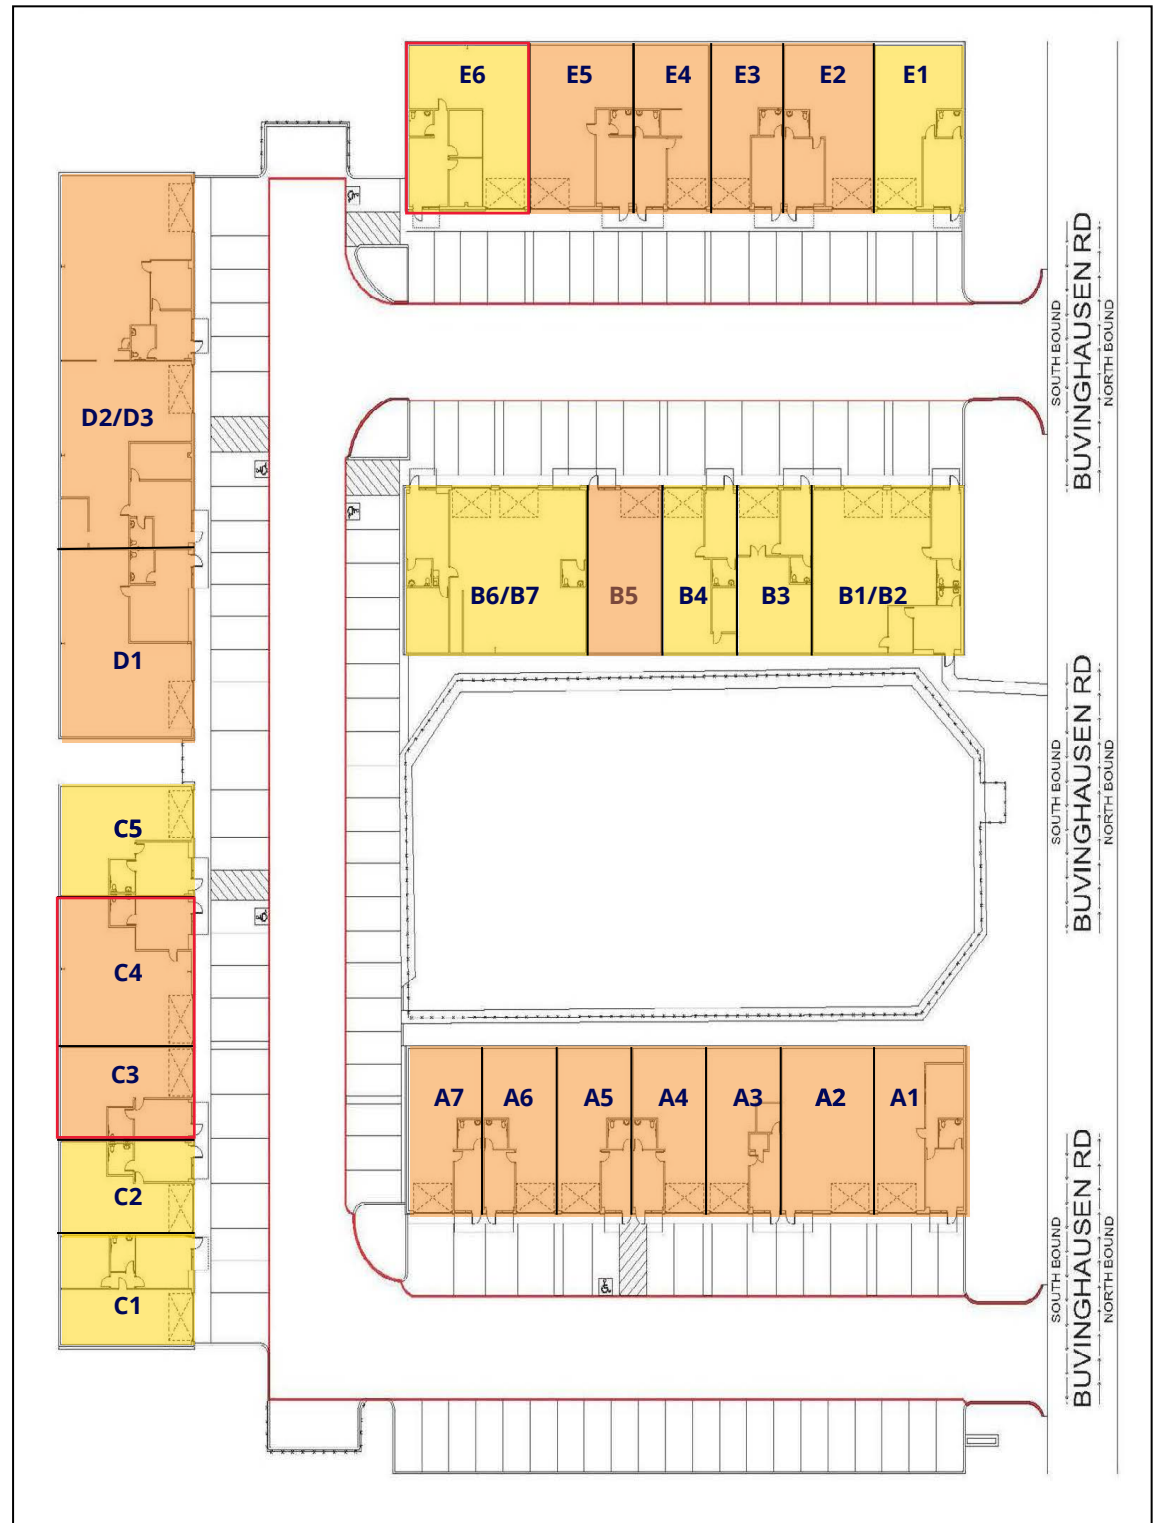 E6 E5 E4 E3 E2 E1
SOUTH BOUND
BUVINGHAUSEN RD
NORTH BOUND
D2/D3
B6/B7 B5 B4 B3 B1/B2
D1
SOUTH BOUND
BUVINGHAUSEN RD
NORTH BOUND
C5
C4
C3
A7 A6 A5 A4 A3 A2 A1
C2
SOUTH BOUND
BUVINGHAUSEN RD
NORTH BOUND
C1